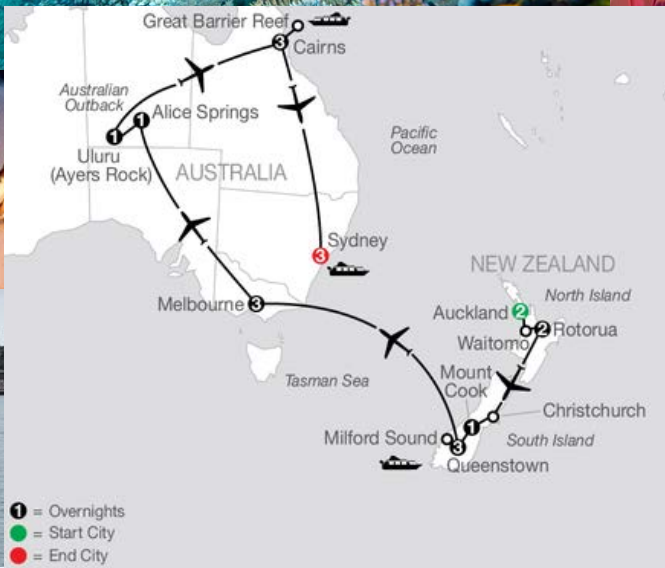 Great Barrier Reef
3
Cairns
Australian
Outback
Alice Springs
1
1
Uluru
(Ayers Rock)
AUSTRALIA
Pacific
Ocean
Sydney
3
NEW ZEALAND
North Island
Auckland
2
Melbourne
3
2
Rotorua
Waitomo
Tasman Sea
Mount
Cook
Christchurch
1
Milford Sound
3
South Island
Queenstown
1 = Overnights
= Start City
= End City